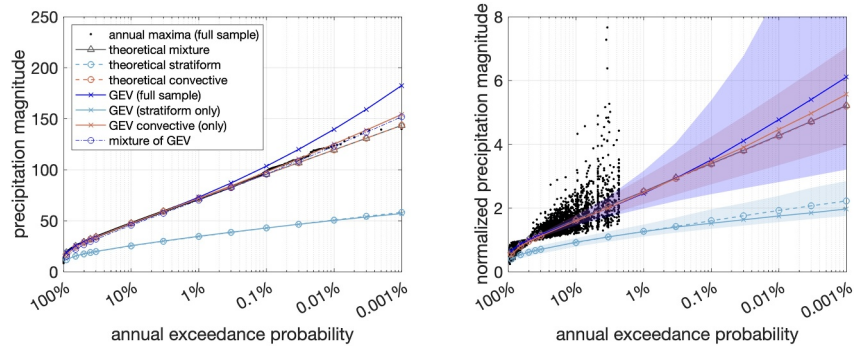 250
200
150
100
50
0
precipitation magnitude
annual maxima (full sample)
theoretical mixture
theoretical stratiform
theoretical convective
GEV (full sample)
GEV (stratiform only)
GEV convective (only)
mixture of GEV
100%
10%
1%
0.1%
0.01%
0.001%
annual exceedance probability
8
6
4
2
0
normalized precipitation magnitude
100%
10%
1%
0.1%
0.01%
0.001%
annual exceedance probability